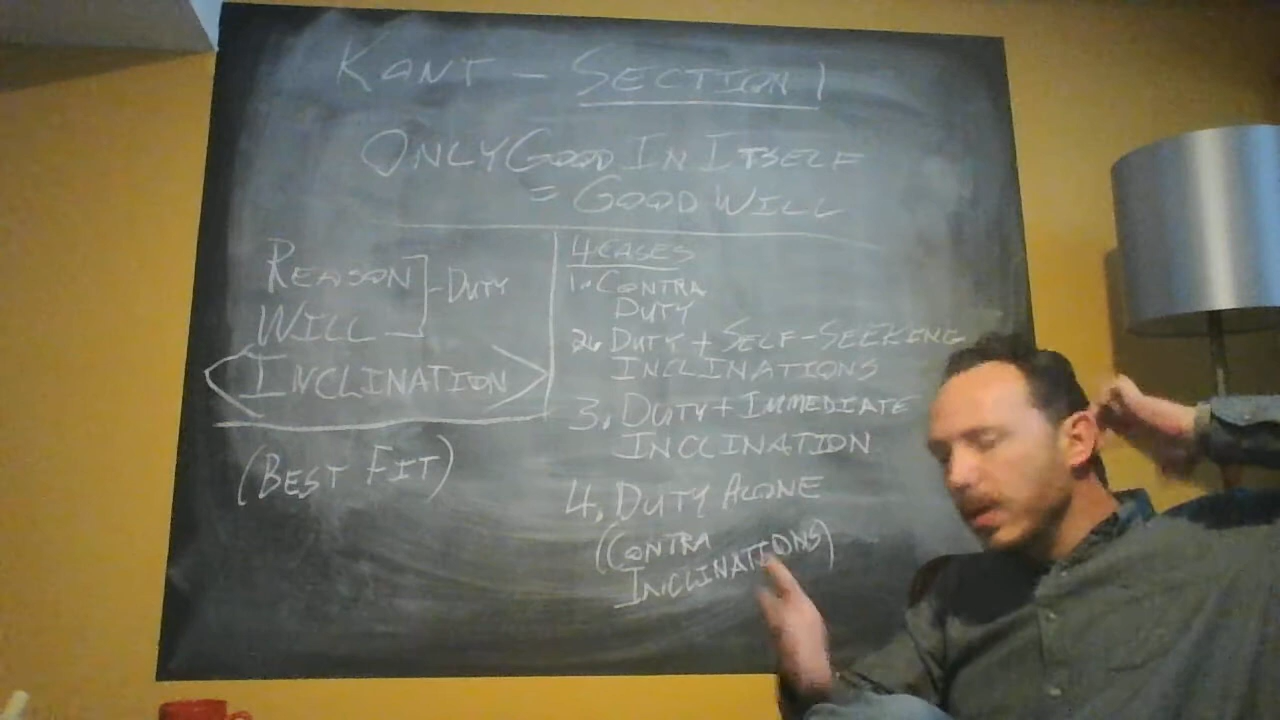 KANT - SECTION 1
ONLY GOOD IN ITSELF
= GOOD WILL
REASON
WILL
- DUTY
INCLINATION
(BEST FIT)
4 CASES
1. CONTRA
DUTY
2. DUTY + SELF-SEEKING
INCLINATIONS
3. DUTY + IMMEDIATE
INCLINATION
4. DUTY ALONE
(CONTRA
INCLINATIONS)